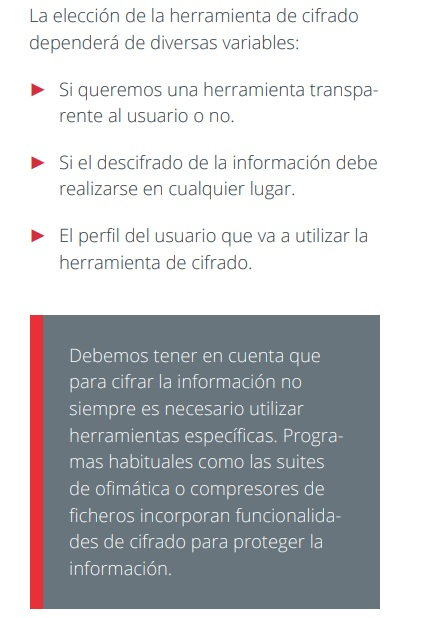 La elección de la herramienta de cifrado
dependerá de diversas variables:
► Si queremos una herramienta transpa-
rente al usuario o no.
► Si el descifrado de la información debe
realizarse en cualquier lugar.
► El perfil del usuario que va a utilizar la
herramienta de cifrado.
Debemos tener en cuenta que
para cifrar la información no
siempre es necesario utilizar
herramientas específicas. Progra-
mas habituales como las suites
de ofimática o compresores de
ficheros incorporan funcionalida-
des de cifrado para proteger la
información.